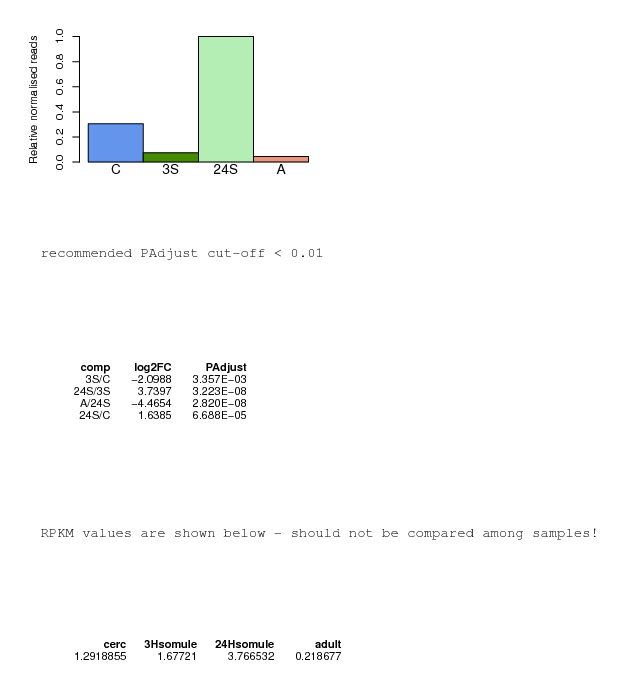 Relative normalised reads
1.0
0.8
0.6
0.4
0.2
0.0
C 3S 24S A
recommended PAdjust cut-off < 0.01
comp log2FC PAdjust
3S/C −2.0988 3.357E−03
24S/3S 3.7397 3.223E−08
A/24S −4.4654 2.820E−08
24S/C 1.6385 6.688E−05
RPKM values are shown below - should not be compared among samples!
cerc 3Hsomule 24Hsomule adult
1.2918855 1.67721 3.766532 0.218677